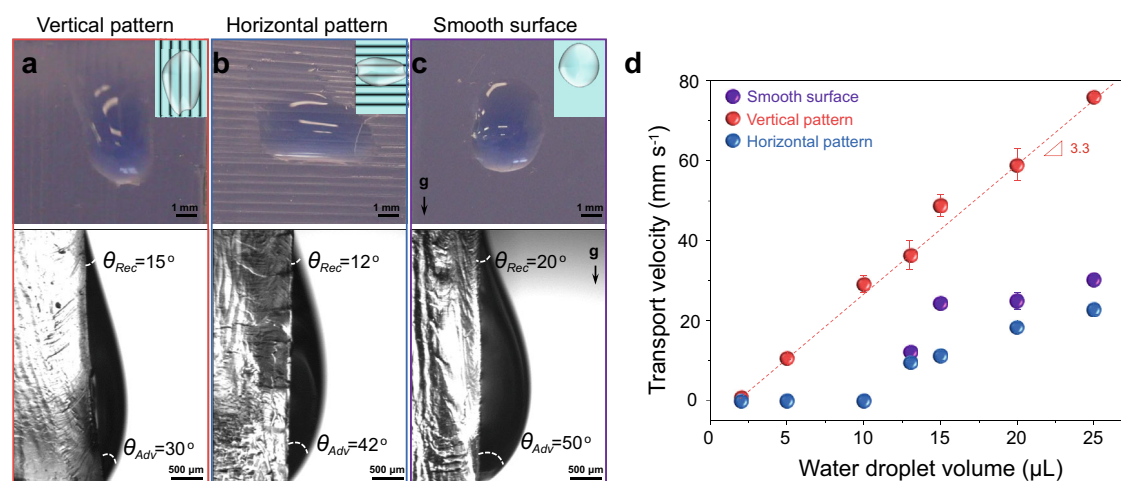 Vertical pattern
Horizontal pattern
Smooth surface
a
b
c
d
g
1 mm
1 mm
1 mm
θRec=15°
θRec=12°
θRec=20°
g
θAdv=30°
θAdv=42°
θAdv=50°
500 µm
500 µm
500 µm
Transport velocity (mm s⁻¹)
80
60
40
20
0
Smooth surface
Vertical pattern
Horizontal pattern
3.3
0
5
10
15
20
25
Water droplet volume (µL)